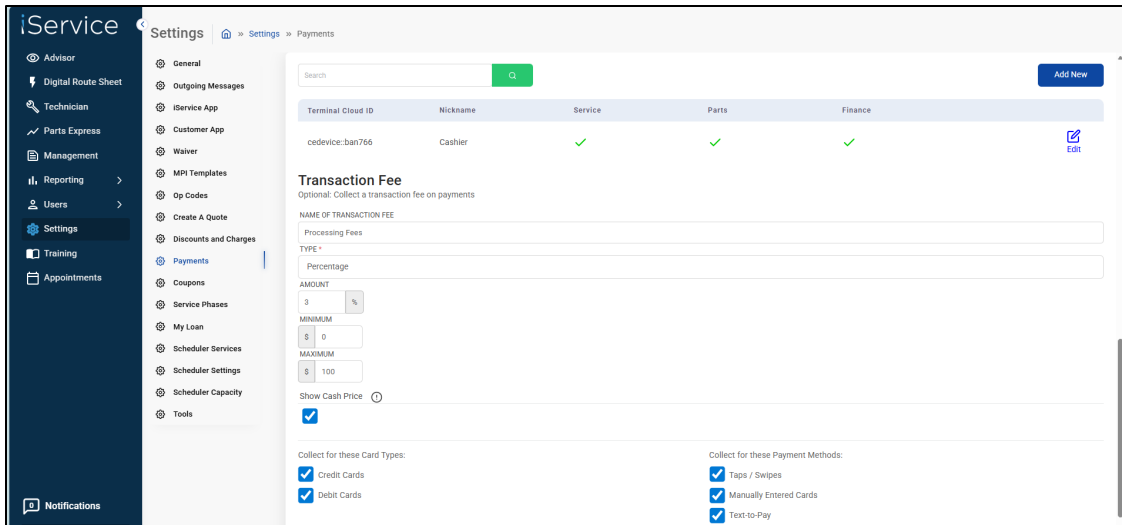 iService
Advisor
Digital Route Sheet
Technician
Parts Express
Management
Reporting
Users
Settings
Training
Appointments
0 Notifications
Settings » Settings » Payments
General
Outgoing Messages
iService App
Customer App
Waiver
MPI Templates
Op Codes
Create A Quote
Discounts and Charges
Payments
Coupons
Service Phases
My Loan
Scheduler Services
Scheduler Settings
Scheduler Capacity
Tools
Search
Add New
Terminal Cloud ID Nickname Service Parts Finance
cedevice::ban766 Cashier Edit
Transaction Fee
Optional: Collect a transaction fee on payments
NAME OF TRANSACTION FEE
Processing Fees
TYPE *
Percentage
AMOUNT
3 %
MINIMUM
$ 0
MAXIMUM
$ 100
Show Cash Price
Collect for these Card Types:
Credit Cards
Debit Cards
Collect for these Payment Methods:
Taps / Swipes
Manually Entered Cards
Text-to-Pay